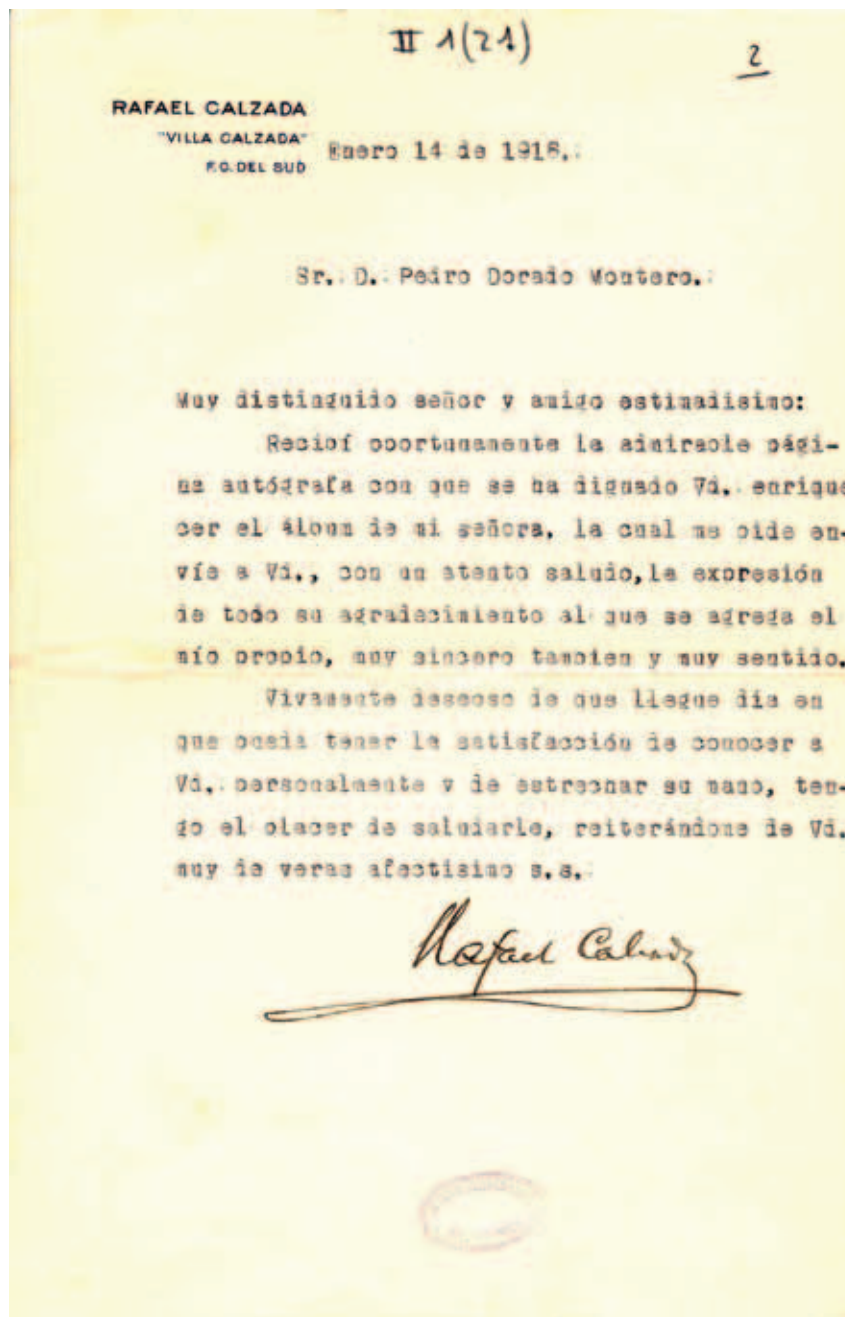 II 1(21)
2
RAFAEL CALZADA
"VILLA CALZADA"
F.C. DEL SUD
Enero 14 de 1918.
Sr. D. Pedro Dorado Montero.
Muy distinguido señor y amigo estimadisimo:
Recibí oportunamente la admirable pági-
na autógrafa con que se ha dignado Vd. enrique
cer el álbum de mi señora, la cual me pide en-
víe a Vd., con un atento saludo, la expresión
de todo su agradecimiento al que se agrega el
mío propio, muy sincero tambien y muy sentido.
Vivamente deseoso de que llegue día en
que pueda tener la satisfacción de conocer a
Vd. personalmente y de estrechar su mano, ten-
go el placer de saludarle, reiterándome de Vd.
muy de veras afectisimo s.s.
Rafael Calzada